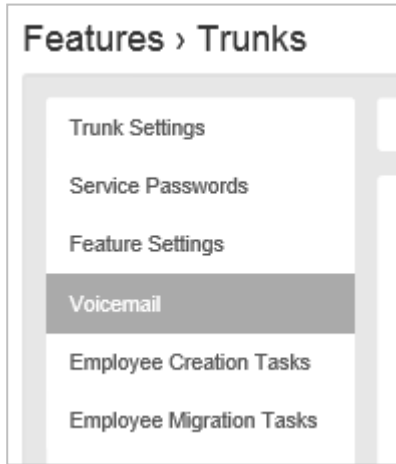 Features › Trunks
Trunk Settings
Service Passwords
Feature Settings
Voicemail
Employee Creation Tasks
Employee Migration Tasks